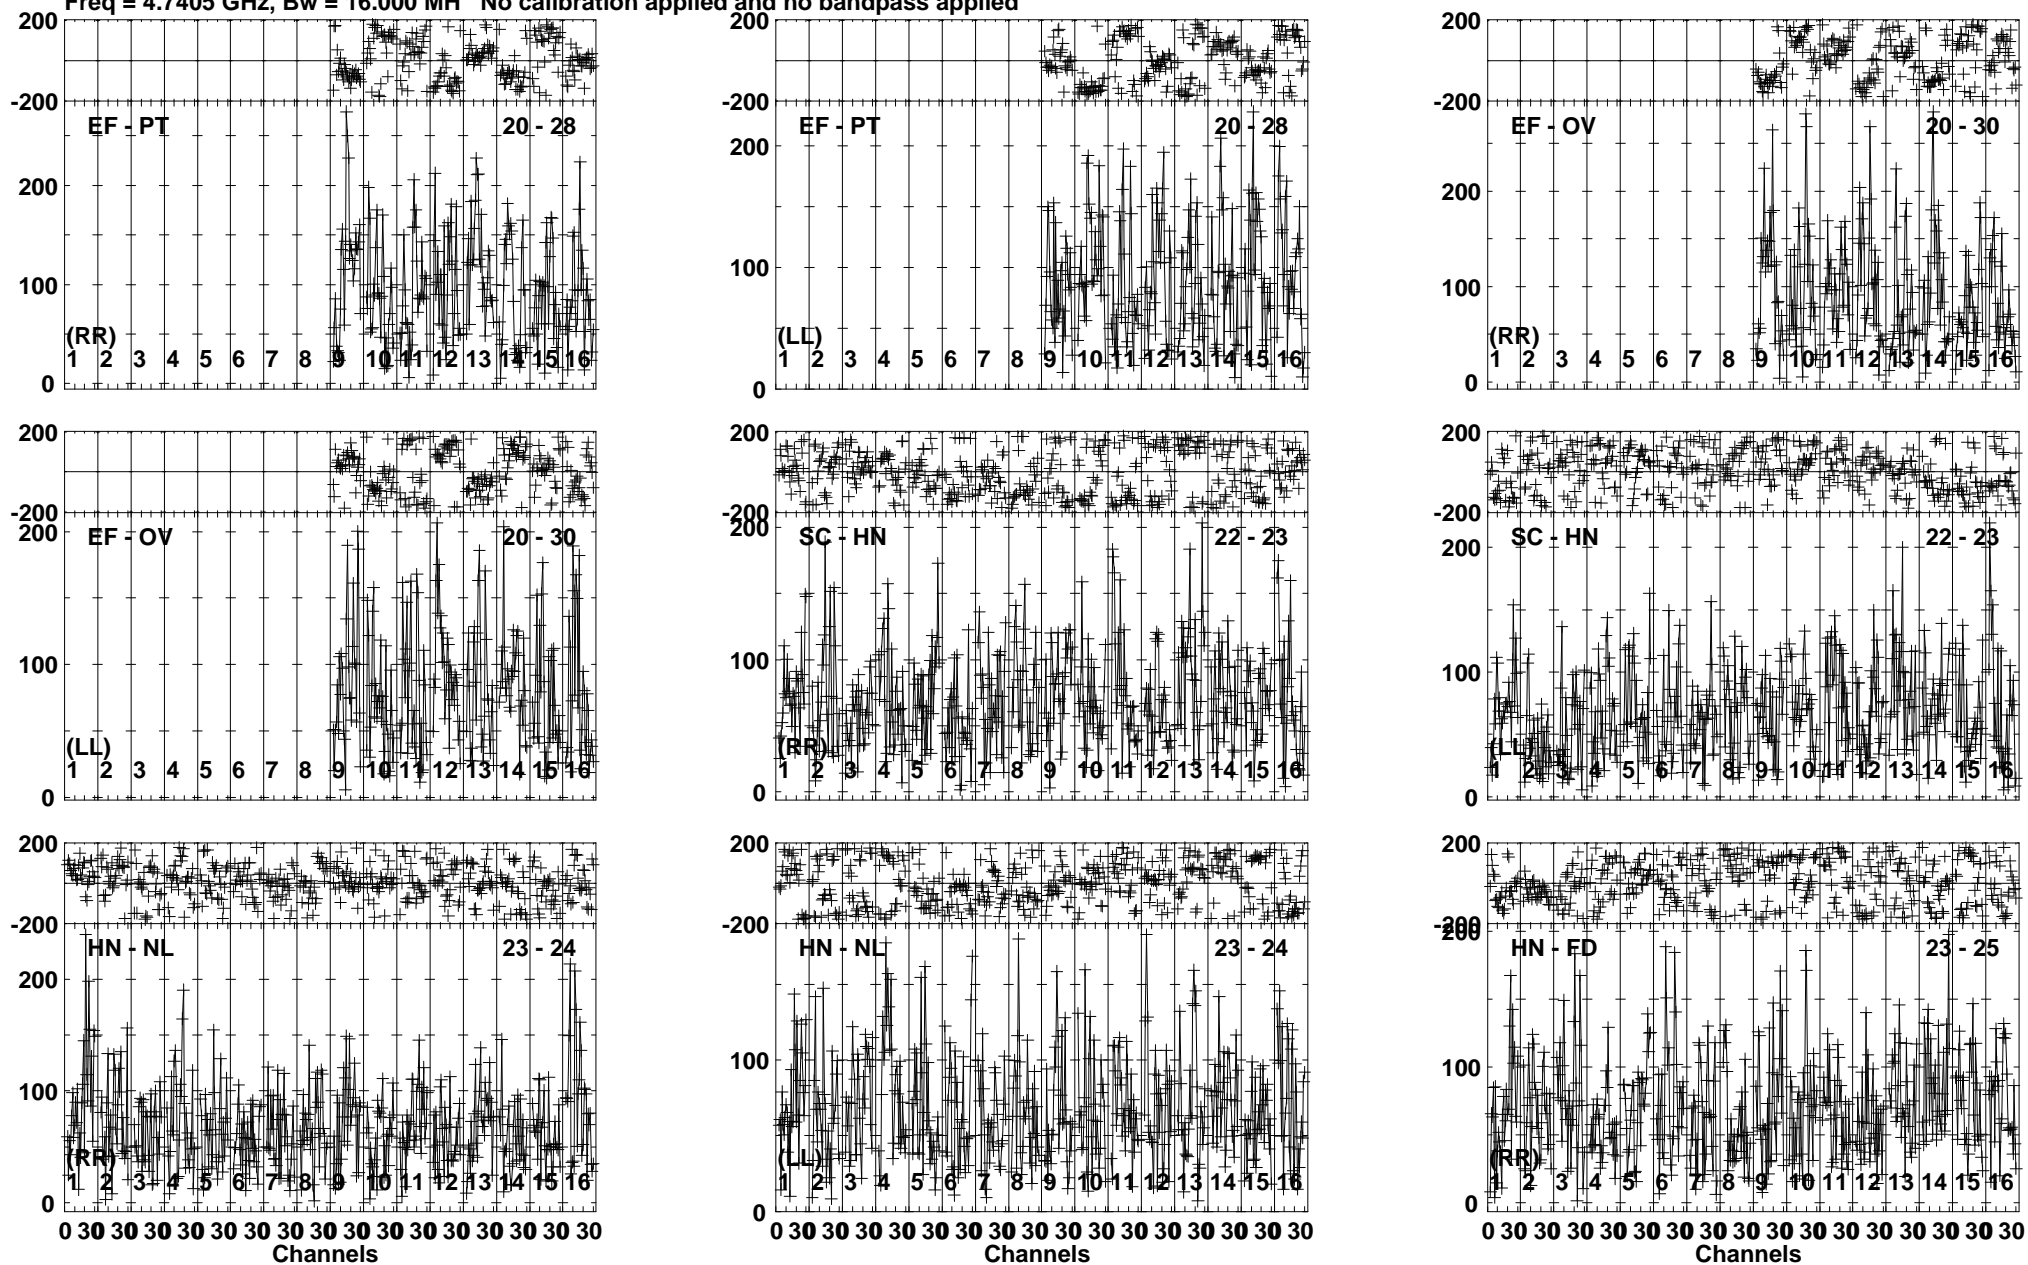 Freq = 4.7405 GHz, Bw = 16.000 MH No calibration applied and no bandpass applied
200
-200
EF - PT 20 - 28
200
100
(RR)
1 2 3 4 5 6 7 8 9 10 11 12 13 14 15 16
0
200
-200
EF - PT 20 - 28
200
100
(LL)
1 2 3 4 5 6 7 8 9 10 11 12 13 14 15 16
0
200
-200
EF - OV 20 - 30
200
100
(RR)
1 2 3 4 5 6 7 8 9 10 11 12 13 14 15 16
0
200
-200
EF - OV 20 - 30
200
100
(LL)
1 2 3 4 5 6 7 8 9 10 11 12 13 14 15 16
0
200
-200
200
SC - HN 22 - 23
100
(RR)
1 2 3 4 5 6 7 8 9 10 11 12 13 14 15 16
0
200
-200
SC - HN 22 - 23
200
100
(LL)
1 2 3 4 5 6 7 8 9 10 11 12 13 14 15 16
0
200
-200
HN - NL 23 - 24
200
100
(RR)
1 2 3 4 5 6 7 8 9 10 11 12 13 14 15 16
0
0 30 0 30 0 30 0 30 0 30 0 30 0 30 0 30 0 30 0 30 0 30 0 30 0 30 0 30 0 30 0 30
Channels
200
-200
HN - NL 23 - 24
100
(LL)
1 2 3 4 5 6 7 8 9 10 11 12 13 14 15 16
0
0 30 0 30 0 30 0 30 0 30 0 30 0 30 0 30 0 30 0 30 0 30 0 30 0 30 0 30 0 30 0 30
Channels
200
-200
200
HN - FD 23 - 25
100
(RR)
1 2 3 4 5 6 7 8 9 10 11 12 13 14 15 16
0
0 30 0 30 0 30 0 30 0 30 0 30 0 30 0 30 0 30 0 30 0 30 0 30 0 30 0 30 0 30 0 30
Channels